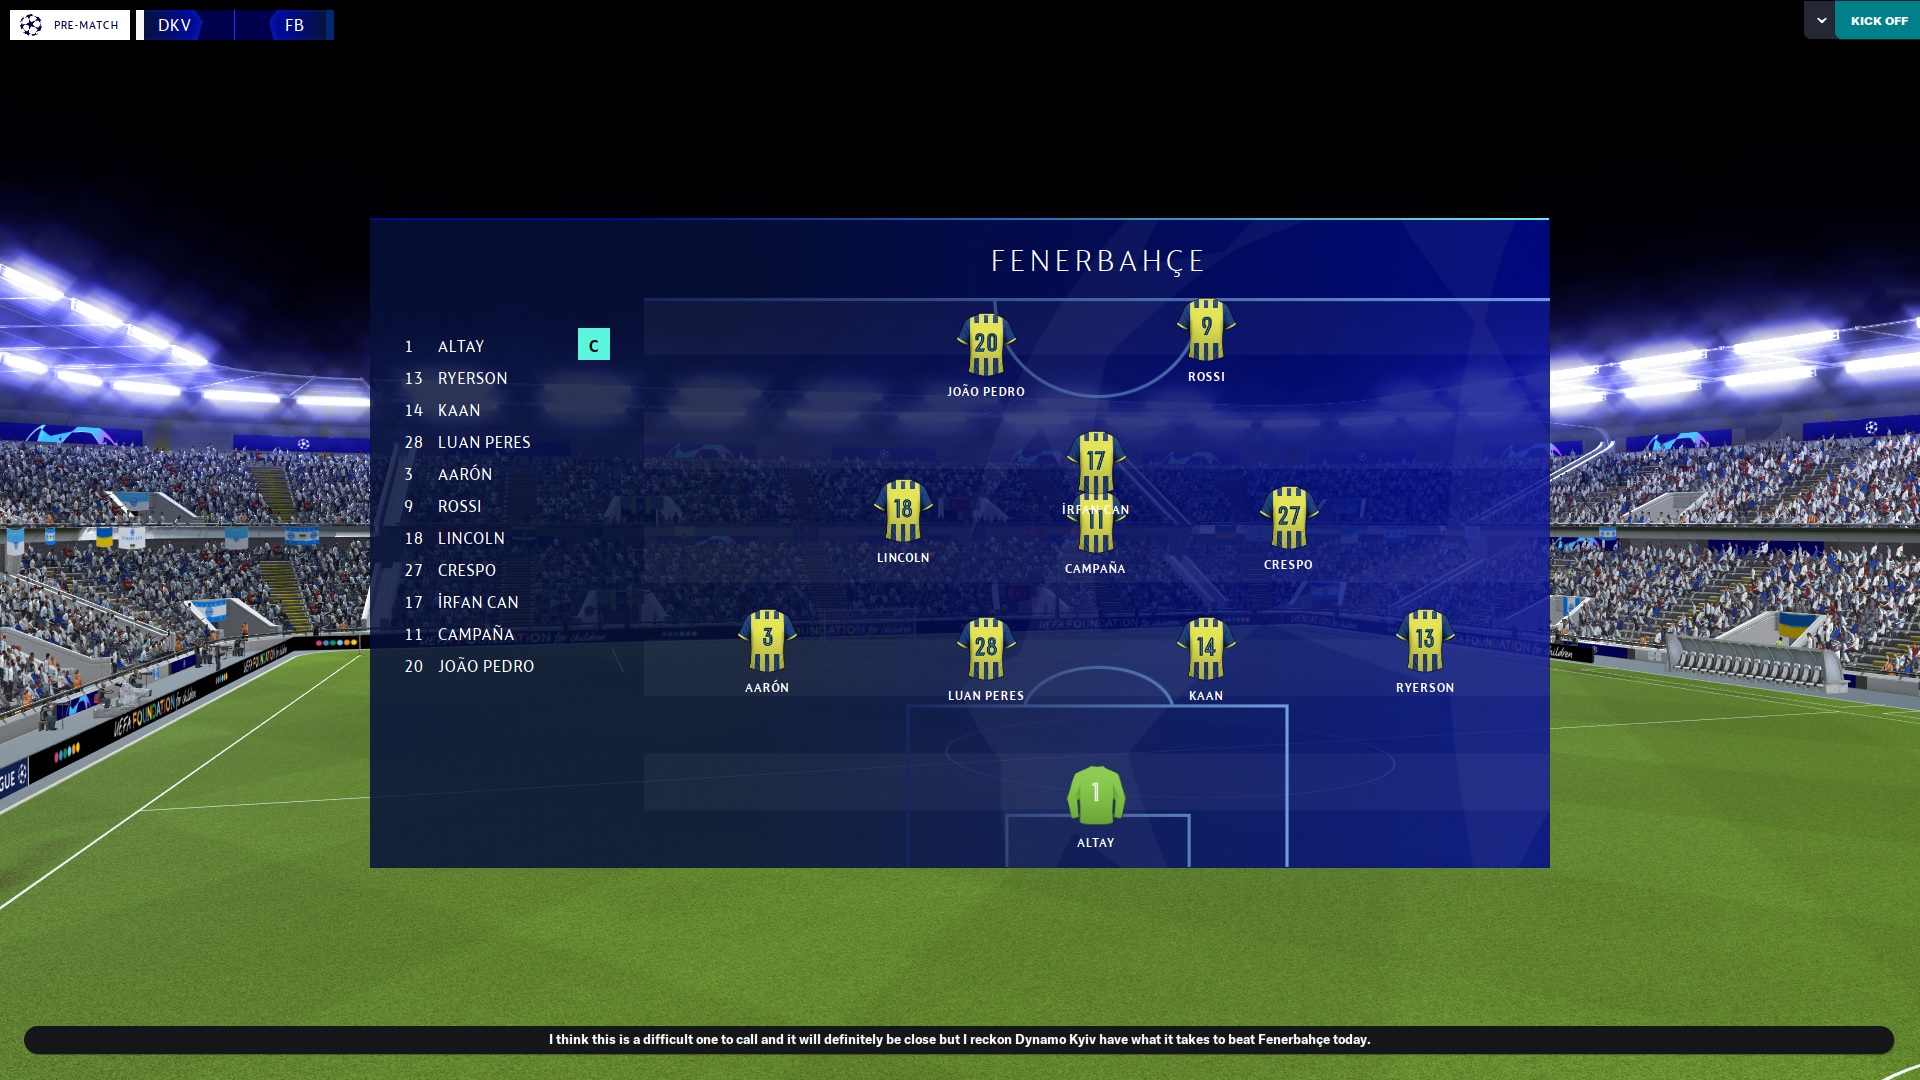 PRE-MATCH
DKV
FB
KICK OFF
FENERBAHÇE
1 ALTAY C
13 RYERSON
14 KAAN
28 LUAN PERES
3 AARÓN
9 ROSSI
18 LINCOLN
27 CRESPO
17 İRFAN CAN
11 CAMPAÑA
20 JOÃO PEDRO
20
JOÃO PEDRO
9
ROSSI
17
İRFAN CAN
18
LINCOLN
11
CAMPAÑA
27
CRESPO
3
AARÓN
28
LUAN PERES
14
KAAN
13
RYERSON
1
ALTAY
UEFA FOUNDATION for children
I think this is a difficult one to call and it will definitely be close but I reckon Dynamo Kyiv have what it takes to beat Fenerbahçe today.